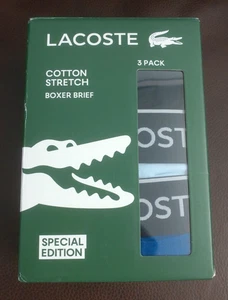 LACOSTE
COTTON
STRETCH
BOXER BRIEF
3 PACK
OST
OST
SPECIAL
EDITION